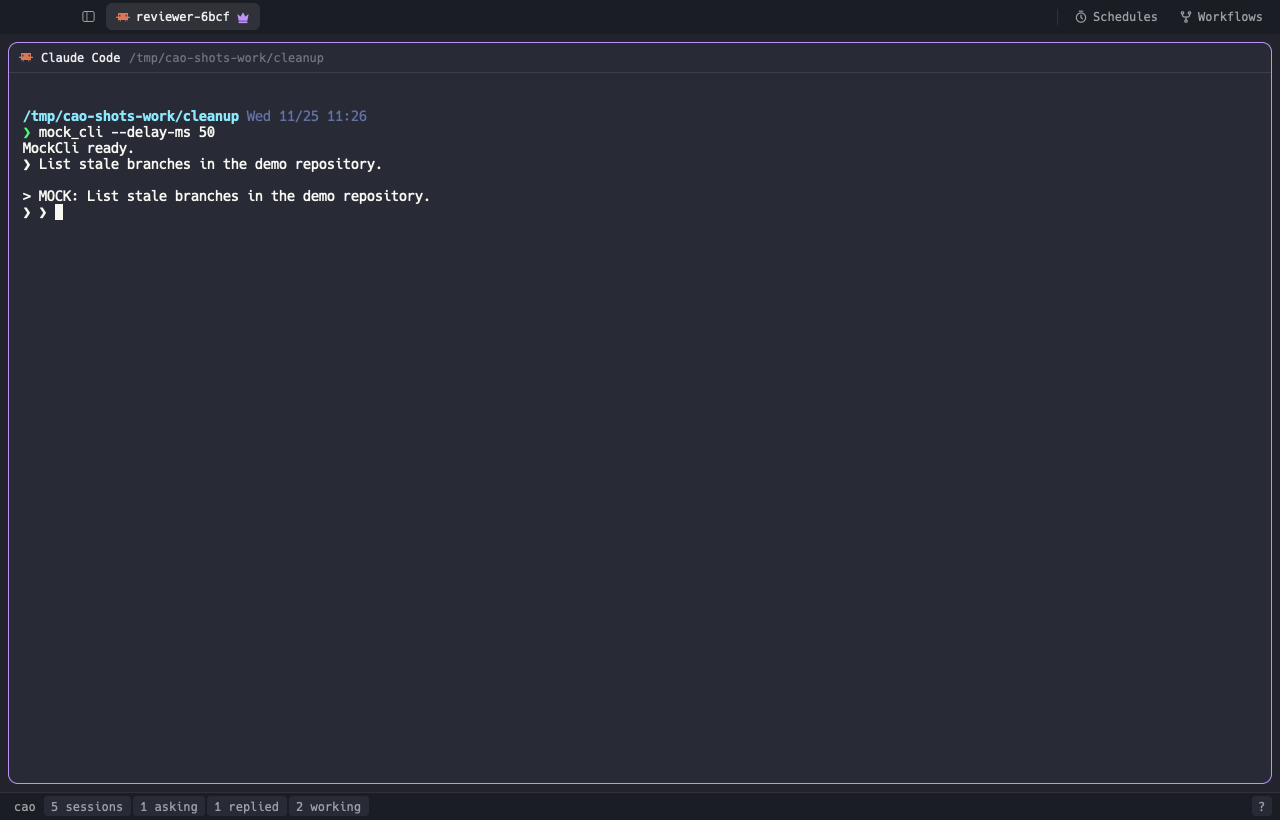 reviewer-6bcf
Schedules
Workflows
Claude Code /tmp/cao-shots-work/cleanup
/tmp/cao-shots-work/cleanup Wed 11/25 11:26
❯ mock_cli --delay-ms 50
MockCli ready.
❯ List stale branches in the demo repository.
> MOCK: List stale branches in the demo repository.
❯ ❯
cao 5 sessions 1 asking 1 replied 2 working ?